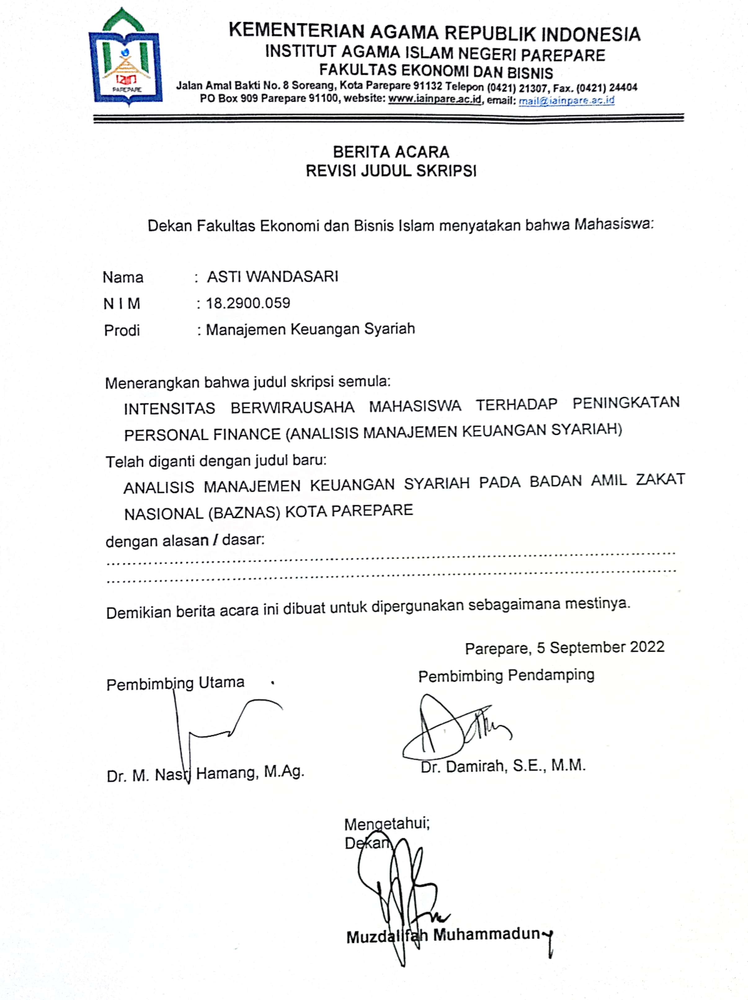 KEMENTERIAN AGAMA REPUBLIK INDONESIA
INSTITUT AGAMA ISLAM NEGERI PAREPARE
FAKULTAS EKONOMI DAN BISNIS
Jalan Amal Bakti No. 8 Soreang, Kota Parepare 91132 Telepon (0421) 21307, Fax. (0421) 24404
PO Box 909 Parepare 91100, website: www.iainpare.ac.id, email: mail@iainpare.ac.id
IAIN
PAREPARE
BERITA ACARA
REVISI JUDUL SKRIPSI
Dekan Fakultas Ekonomi dan Bisnis Islam menyatakan bahwa Mahasiswa:
Nama : ASTI WANDASARI
N I M : 18.2900.059
Prodi : Manajemen Keuangan Syariah
Menerangkan bahwa judul skripsi semula:
INTENSITAS BERWIRAUSAHA MAHASISWA TERHADAP PENINGKATAN
PERSONAL FINANCE (ANALISIS MANAJEMEN KEUANGAN SYARIAH)
Telah diganti dengan judul baru:
ANALISIS MANAJEMEN KEUANGAN SYARIAH PADA BADAN AMIL ZAKAT
NASIONAL (BAZNAS) KOTA PAREPARE
dengan alasan / dasar:
Demikian berita acara ini dibuat untuk dipergunakan sebagaimana mestinya.
Parepare, 5 September 2022
Pembimbing Utama
Pembimbing Pendamping
Dr. M. Nasri Hamang, M.Ag.
Dr. Damirah, S.E., M.M.
Mengetahui;
Dekan,
Muzdalifah Muhammadun